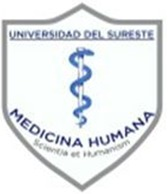 UNIVERSIDAD DEL SURESTE
MEDICINA HUMANA
Scientia et Humanism